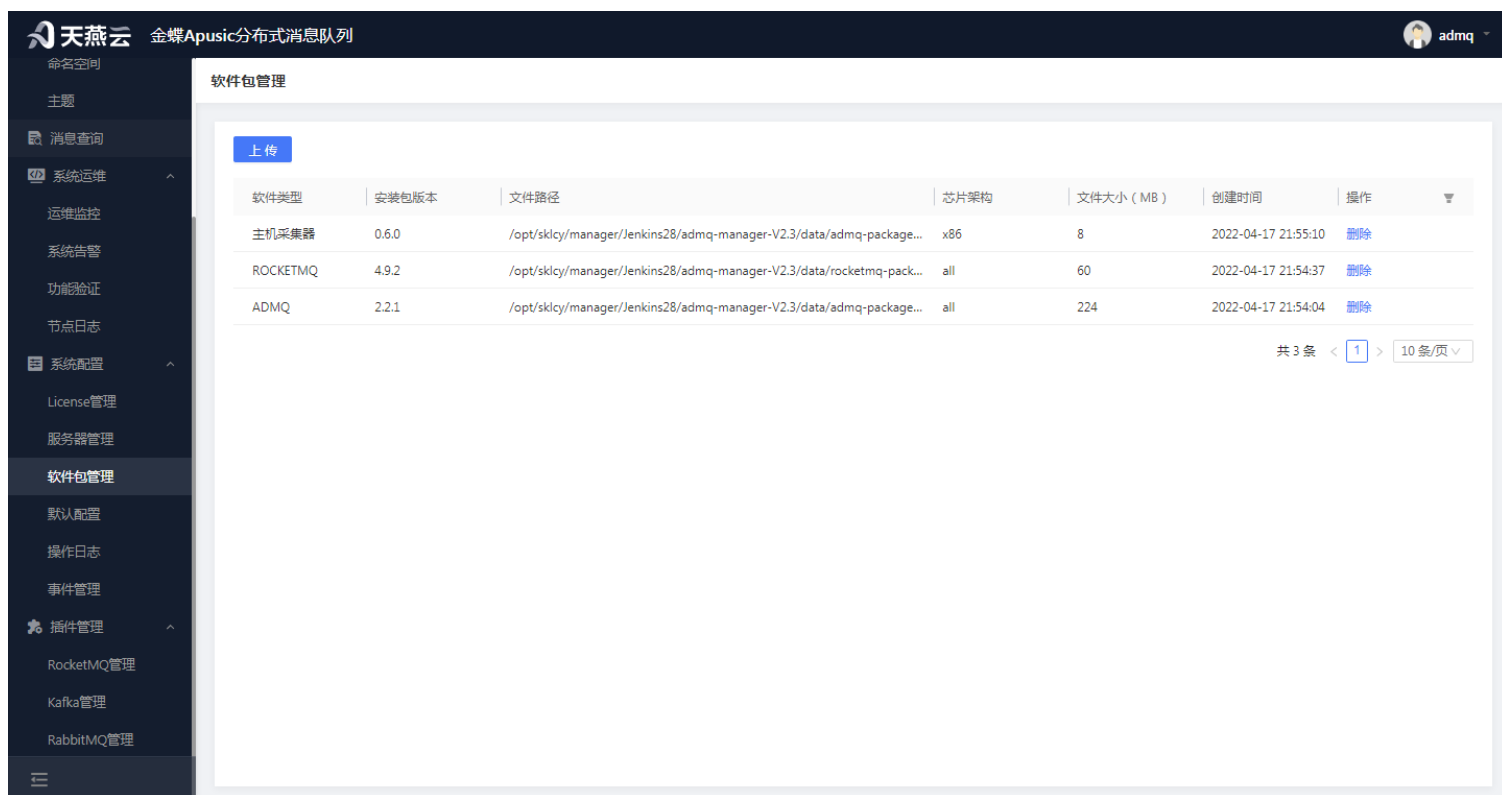 天燕云 金蝶Apusic分布式消息队列 admq
命名空间
主题
消息查询
系统运维
运维监控
系统告警
功能验证
节点日志
系统配置
License管理
服务器管理
软件包管理
默认配置
操作日志
事件管理
插件管理
RocketMQ管理
Kafka管理
RabbitMQ管理
软件包管理
上传
软件类型 安装包版本 文件路径 芯片架构 文件大小（MB） 创建时间 操作
主机采集器 0.6.0 /opt/sklcy/manager/Jenkins28/admq-manager-V2.3/data/admq-package... x86 8 2022-04-17 21:55:10 删除
ROCKETMQ 4.9.2 /opt/sklcy/manager/Jenkins28/admq-manager-V2.3/data/rocketmq-pack... all 60 2022-04-17 21:54:37 删除
ADMQ 2.2.1 /opt/sklcy/manager/Jenkins28/admq-manager-V2.3/data/admq-package... all 224 2022-04-17 21:54:04 删除
共 3 条 < 1 > 10 条/页